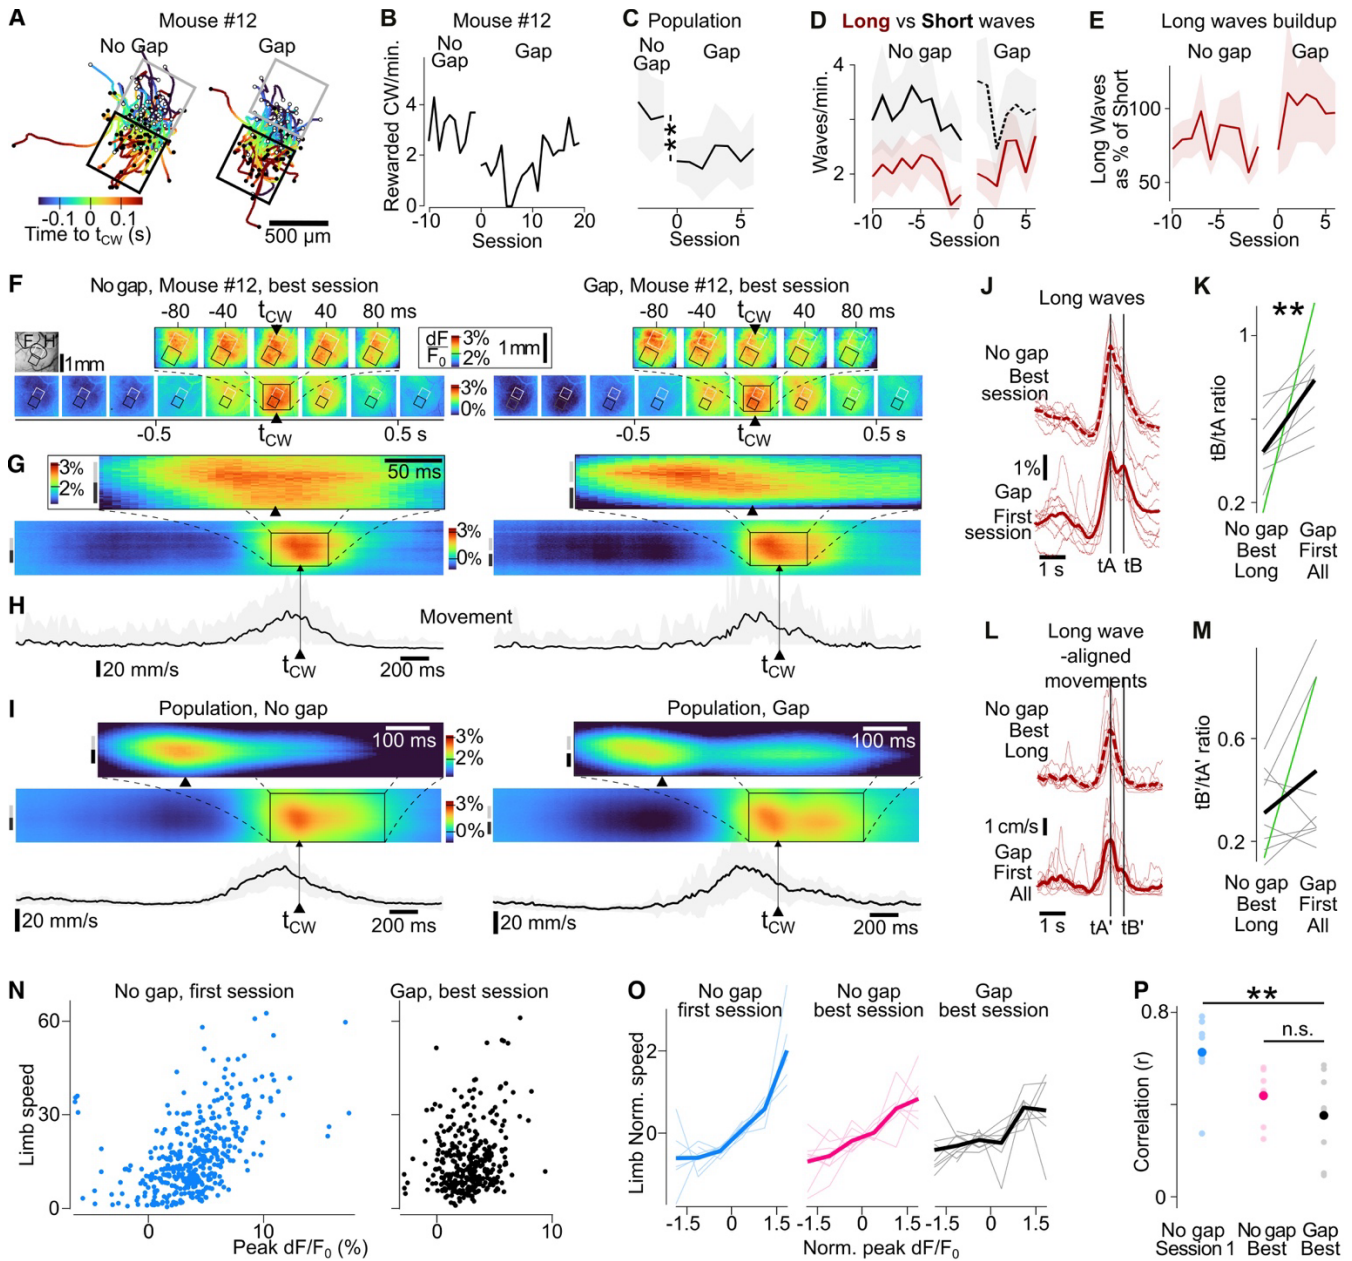 A
Mouse #12
No Gap
Gap
-0.1 0 0.1
Time to tCW (s)
500 µm
B
Mouse #12
No
Gap
Gap
Rewarded CW/min.
4
2
0
-10 0 10 20
Session
C
Population
No
Gap
Gap
**
0 5
Session
D
Long vs Short waves
No gap
Gap
Waves/min.
4
2
-10 -5 0 5
Session
E
Long waves buildup
No gap
Gap
Long Waves
as % of Short
100
50
-10 -5 0 5
Session
F
No gap, Mouse #12, best session
tCW
-80 -40 40 80 ms
F H
1mm
dF
F0
3%
2%
1mm
3%
0%
-0.5 tCW 0.5 s
Gap, Mouse #12, best session
tCW
-80 -40 40 80 ms
-0.5 tCW 0.5 s
G
3%
2%
50 ms
3%
0%
H
Movement
20 mm/s
tCW
200 ms
tCW
200 ms
I
Population, No gap
100 ms
3%
2%
3%
0%
20 mm/s
tCW
200 ms
Population, Gap
100 ms
20 mm/s
tCW
200 ms
J
Long waves
No gap
Best
session
1%
Gap
First
session
1 s
tA tB
K
**
tB/tA ratio
1
0.2
No gap
Best
Long
Gap
First
All
L
Long wave
-aligned
movements
No gap
Best
Long
1 cm/s
Gap
First
All
1 s
tA' tB'
M
tB'/tA' ratio
0.6
0.2
No gap
Best
Long
Gap
First
All
N
No gap, first session
Gap, best session
Limb speed
60
30
0
0 10
0 10
Peak dF/F0 (%)
O
No gap
first session
No gap
best session
Gap
best session
Limb Norm. speed
2
0
-1.5 0 1.5
-1.5 0 1.5
-1.5 0 1.5
Norm. peak dF/F0
P
**
n.s.
Correlation (r)
0.8
0.4
0
No gap
Session 1
No gap
Best
Gap
Best